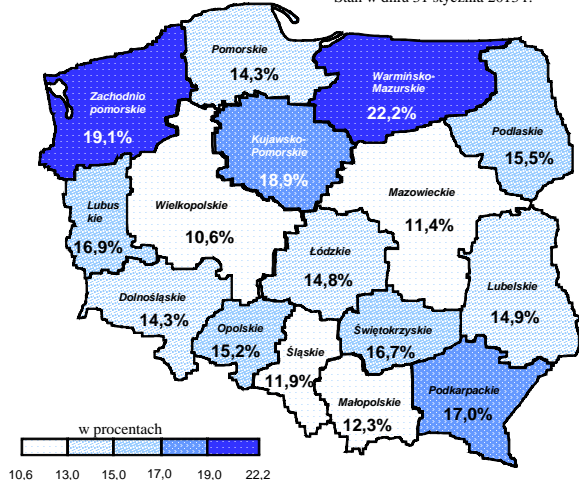 Pomorskie
14,3%
Warmińsko-
Mazurskie
22,2%
Zachodnio
pomorskie
19,1%
Podlaskie
15,5%
Kujawsko-
Pomorskie
18,9%
Mazowieckie
11,4%
Lubus
kie
16,9%
Wielkopolskie
10,6%
Łódzkie
14,8%
Lubelskie
14,9%
Dolnośląskie
14,3%
Opolskie
15,2%
Śląskie
11,9%
Świętokrzyskie
16,7%
Małopolskie
12,3%
Podkarpackie
17,0%
w procentach
10,6 13,0 15,0 17,0 19,0 22,2